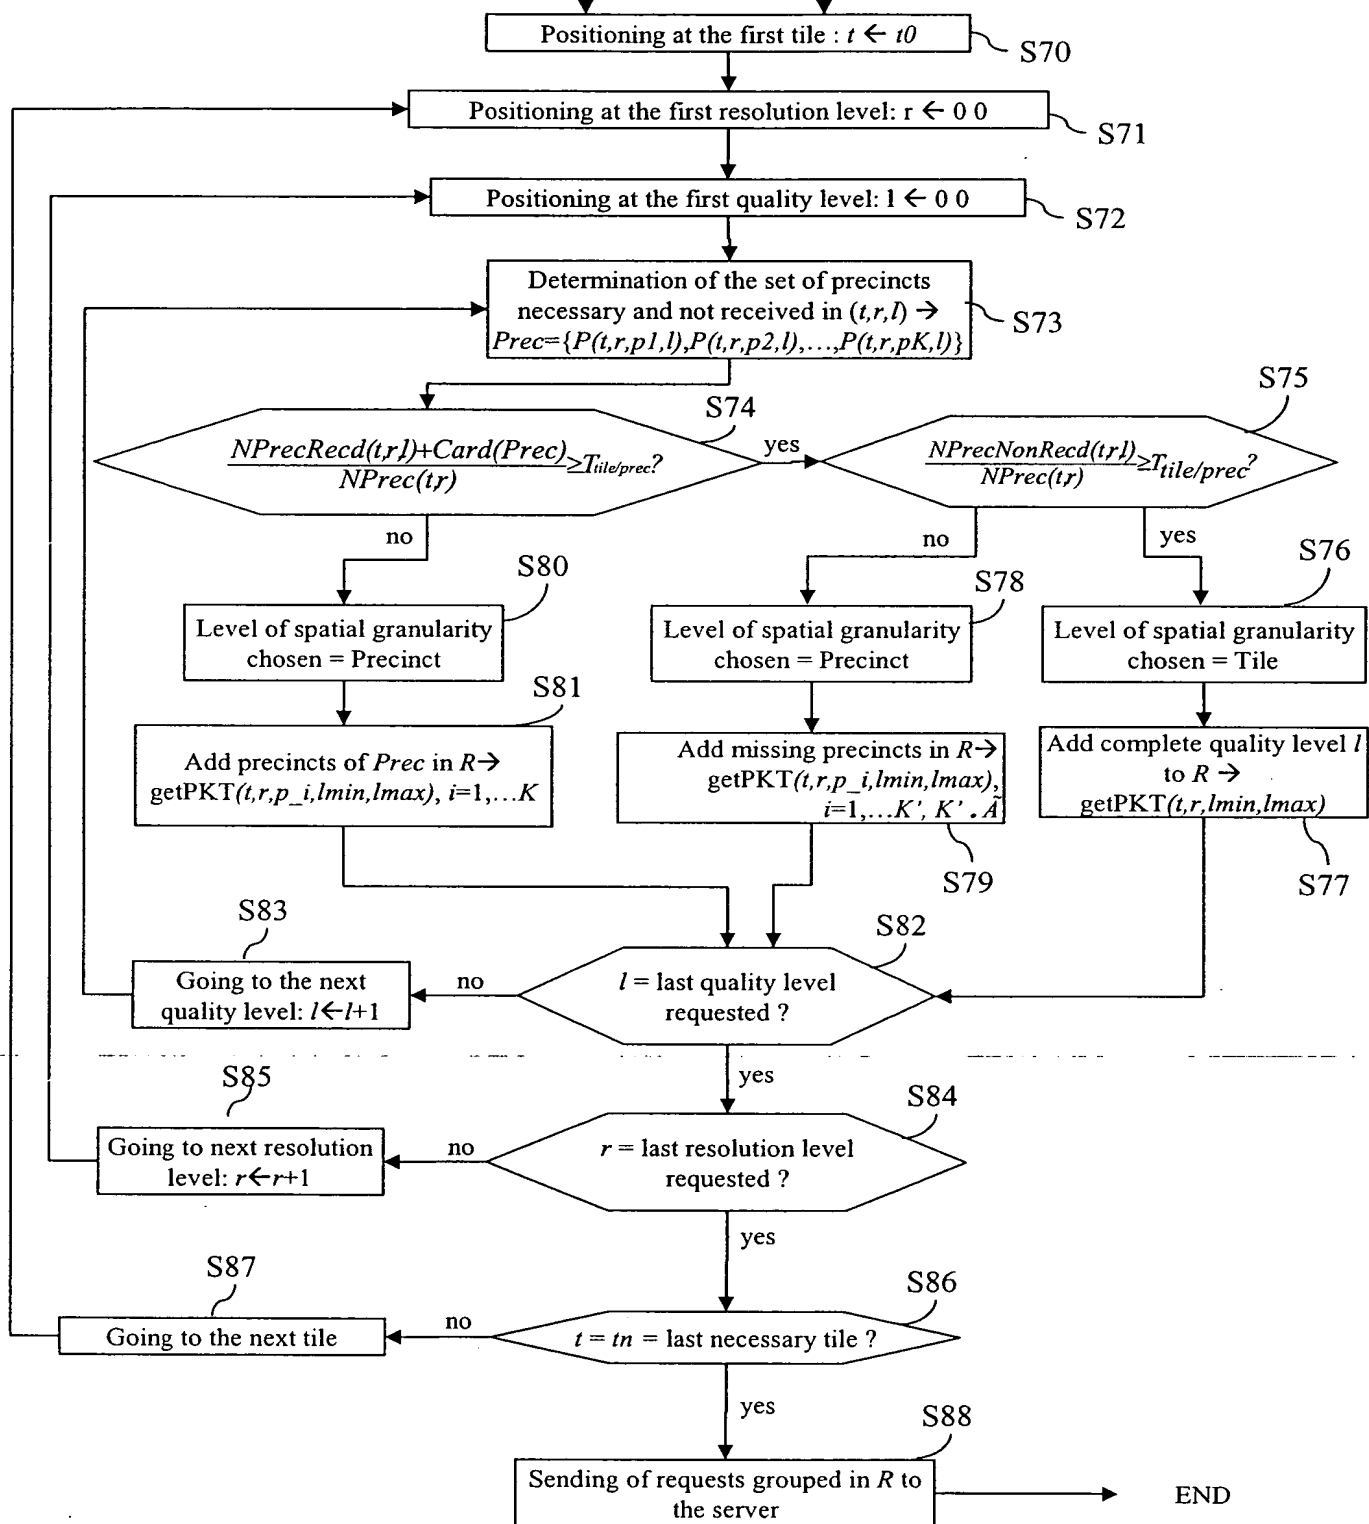 Positioning at the first tile : t ← t0
S70
Positioning at the first resolution level: r ← 0 0
S71
Positioning at the first quality level: l ← 0 0
S72
Determination of the set of precincts
necessary and not received in (t,r,l) →
Prec={P(t,r,p1,l),P(t,r,p2,l),…,P(t,r,pK,l)}
S73
S74
NPrecRecd(t,r,l)+Card(Prec)
NPrec(t,r)
≥Ttile/prec?
yes
no
S75
NPrecNonRecd(t,r,l)
NPrec(t,r)
≥Ttile/prec?
no
yes
S80
Level of spatial granularity
chosen = Precinct
S78
Level of spatial granularity
chosen = Precinct
S76
Level of spatial granularity
chosen = Tile
S81
Add precincts of Prec in R→
getPKT(t,r,p_i,lmin,lmax), i=1,…K
Add missing precincts in R→
getPKT(t,r,p_i,lmin,lmax),
i=1,…K', K' . Ã
S79
Add complete quality level l
to R →
getPKT(t,r,lmin,lmax)
S77
S83
Going to the next
quality level: l←l+1
no
S82
l = last quality level
requested ?
yes
S85
Going to next resolution
level: r←r+1
no
S84
r = last resolution level
requested ?
yes
S87
Going to the next tile
no
S86
t = tn = last necessary tile ?
yes
S88
Sending of requests grouped in R to
the server
END